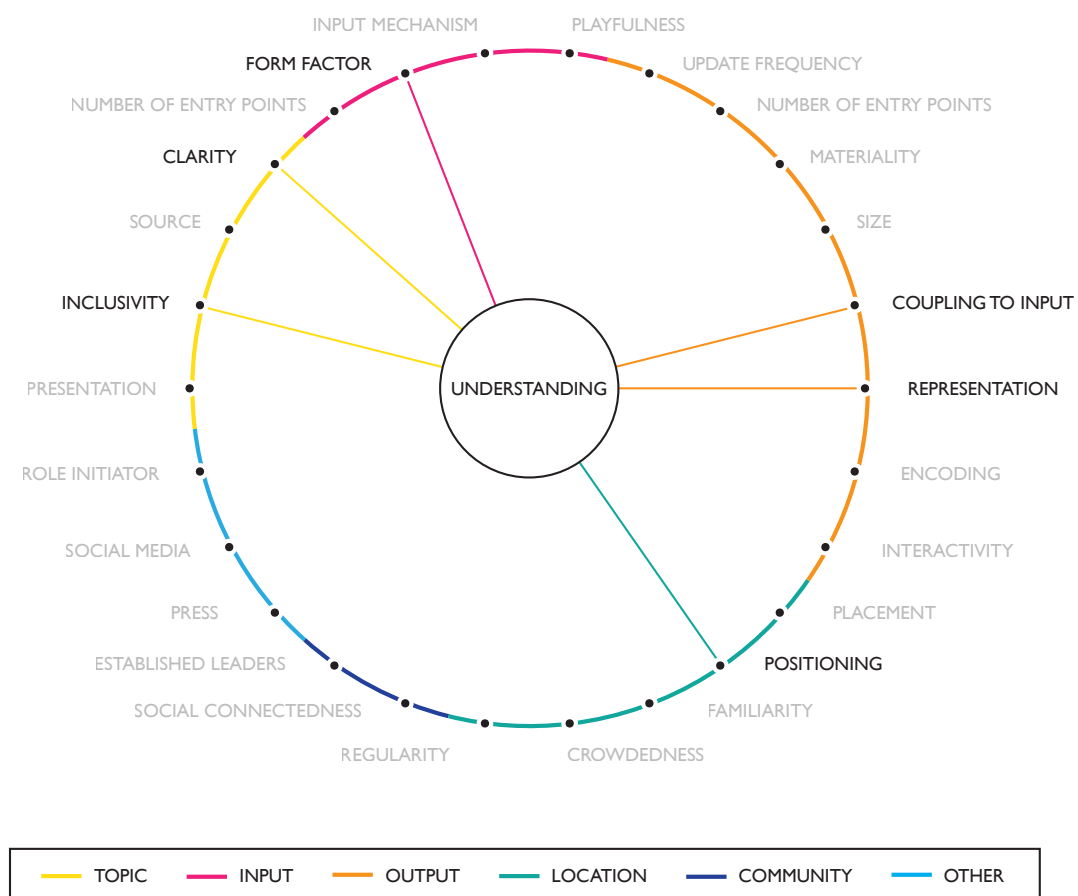 INPUT MECHANISM
PLAYFULNESS
FORM FACTOR
UPDATE FREQUENCY
NUMBER OF ENTRY POINTS
NUMBER OF ENTRY POINTS
CLARITY
MATERIALITY
SOURCE
SIZE
INCLUSIVITY
COUPLING TO INPUT
PRESENTATION
UNDERSTANDING
REPRESENTATION
ROLE INITIATOR
ENCODING
SOCIAL MEDIA
INTERACTIVITY
PRESS
PLACEMENT
ESTABLISHED LEADERS
POSITIONING
SOCIAL CONNECTEDNESS
FAMILIARITY
REGULARITY
CROWDEDNESS
TOPIC INPUT OUTPUT LOCATION COMMUNITY OTHER